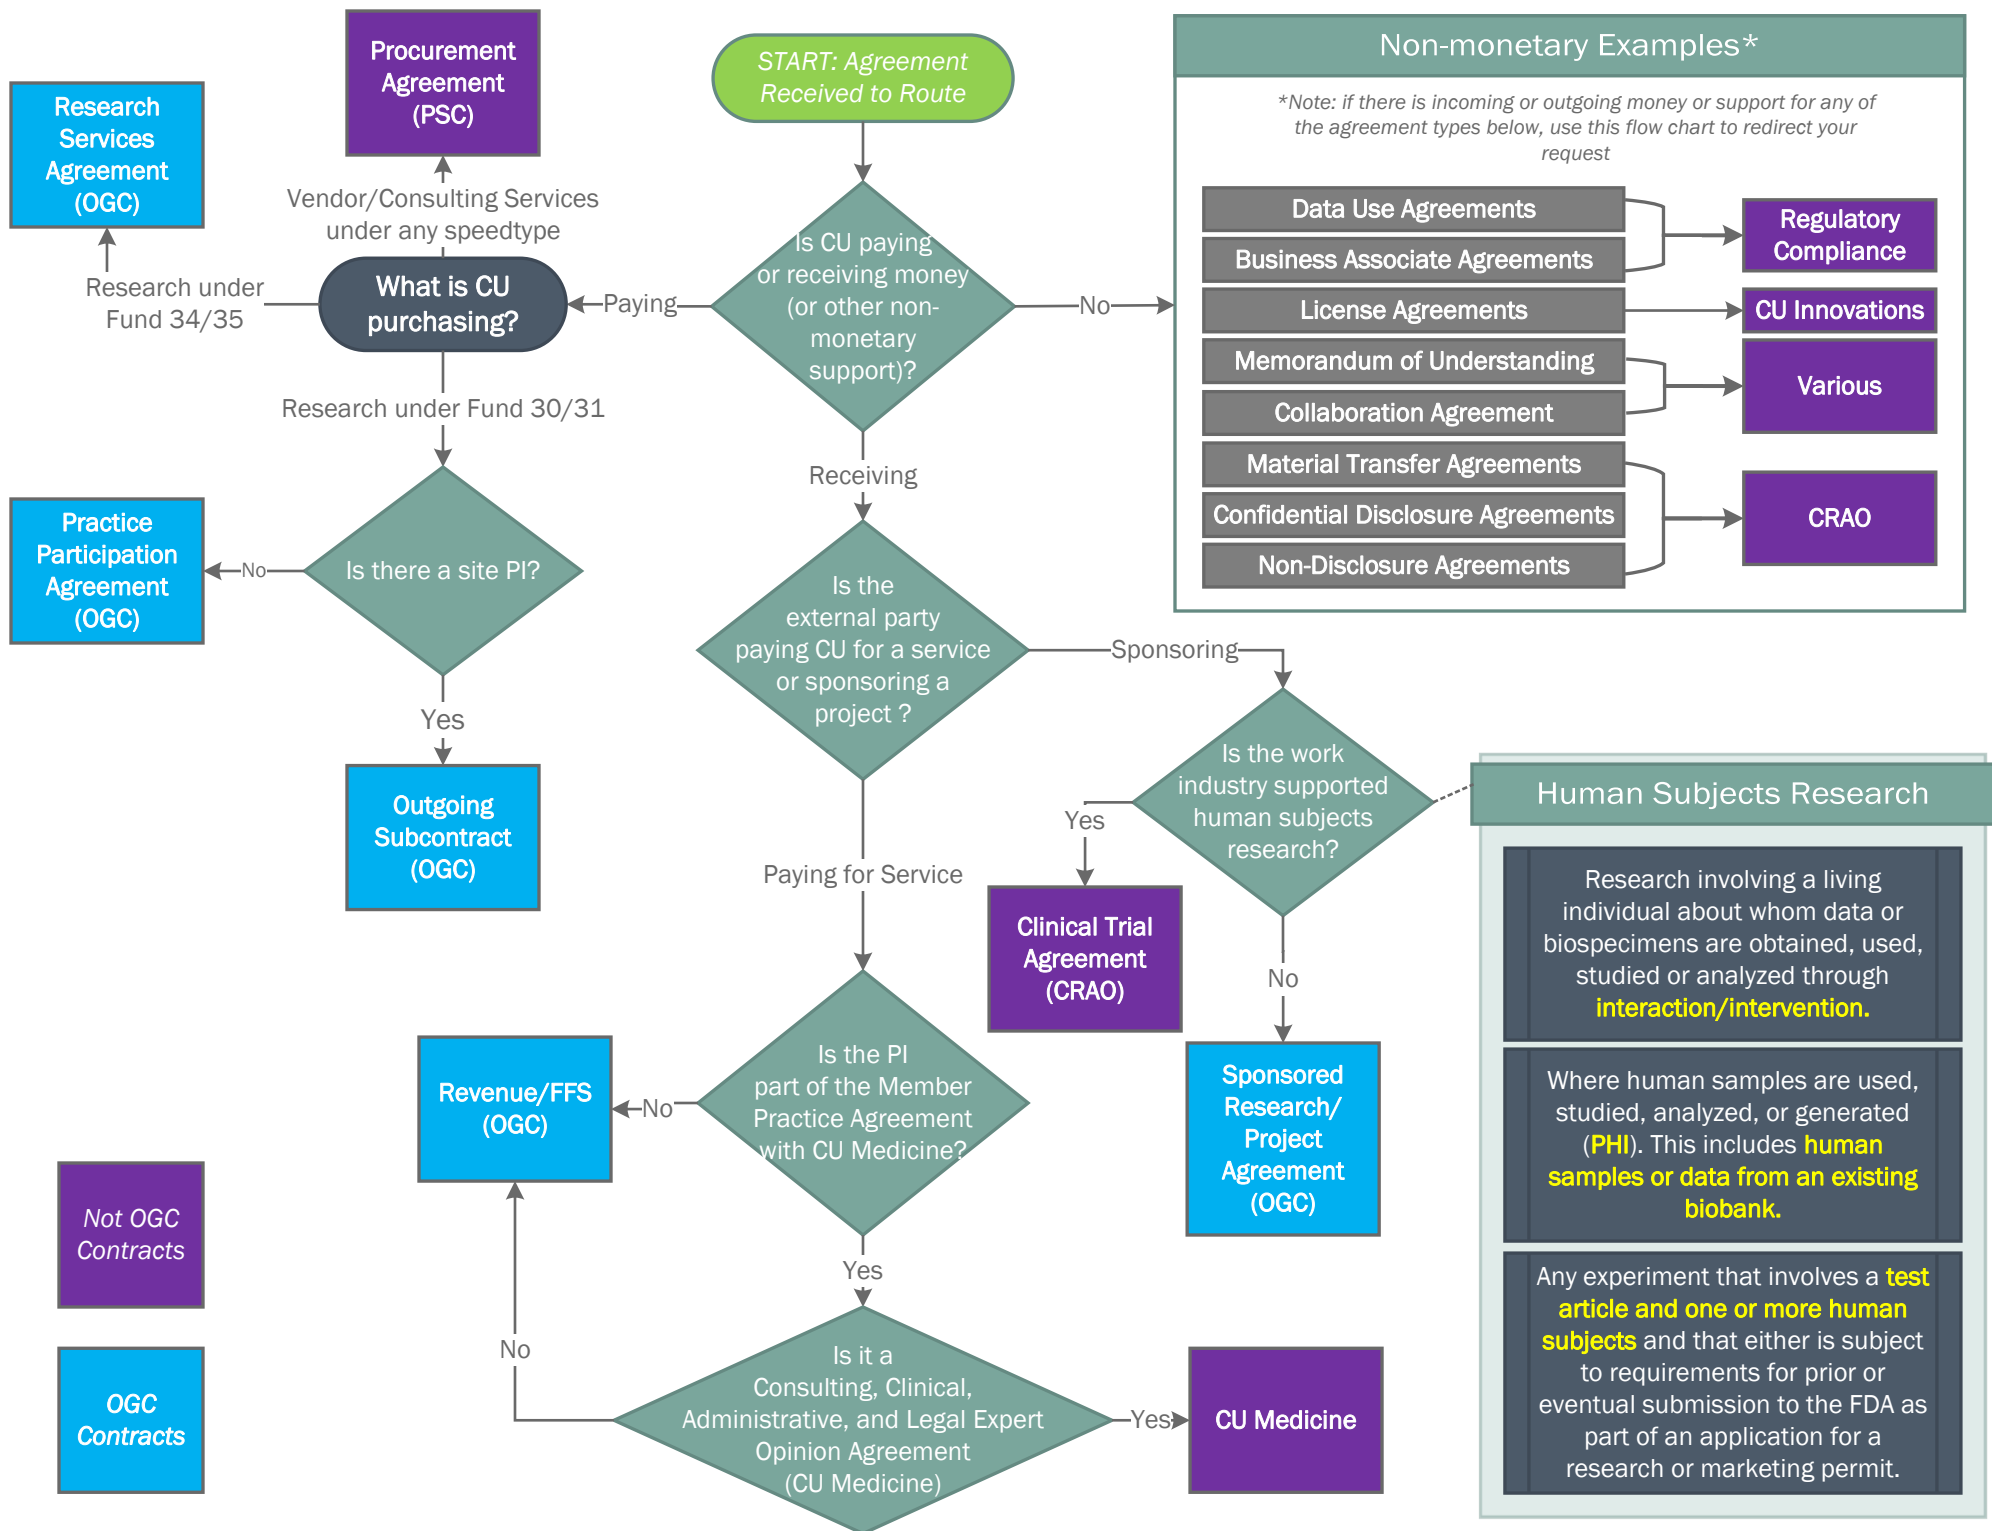 START: Agreement
Received to Route
Procurement
Agreement
(PSC)
Research
Services
Agreement
(OGC)
Vendor/Consulting Services
under any speedtype
Research under
Fund 34/35
What is CU
purchasing?
Paying
Is CU paying
or receiving money
(or other non-
monetary
support)?
No
Research under Fund 30/31
Receiving
Practice
Participation
Agreement
(OGC)
No
Is there a site PI?
Yes
Outgoing
Subcontract
(OGC)
Is the
external party
paying CU for a service
or sponsoring a
project ?
Sponsoring
Is the work
industry supported
human subjects
research?
Yes
Clinical Trial
Agreement
(CRAO)
No
Sponsored
Research/
Project
Agreement
(OGC)
Paying for Service
Is the PI
part of the Member
Practice Agreement
with CU Medicine?
No
Revenue/FFS
(OGC)
Yes
No
Is it a
Consulting, Clinical,
Administrative, and Legal Expert
Opinion Agreement
(CU Medicine)
Yes
CU Medicine
Not OGC
Contracts
OGC
Contracts
Non-monetary Examples*
*Note: if there is incoming or outgoing money or support for any of
the agreement types below, use this flow chart to redirect your
request
Data Use Agreements
Business Associate Agreements
Regulatory
Compliance
License Agreements
CU Innovations
Memorandum of Understanding
Collaboration Agreement
Various
Material Transfer Agreements
Confidential Disclosure Agreements
Non-Disclosure Agreements
CRAO
Human Subjects Research
Research involving a living
individual about whom data or
biospecimens are obtained, used,
studied or analyzed through
interaction/intervention.
Where human samples are used,
studied, analyzed, or generated
(PHI). This includes human
samples or data from an existing
biobank.
Any experiment that involves a test
article and one or more human
subjects and that either is subject
to requirements for prior or
eventual submission to the FDA as
part of an application for a
research or marketing permit.